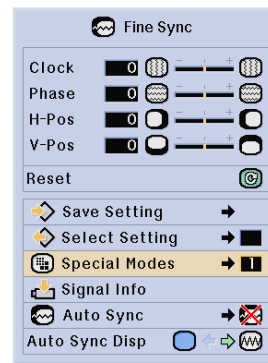 Fine Sync
Clock 0 - +
Phase 0 - +
H-Pos 0 - +
V-Pos 0 - +
Reset
Save Setting
Select Setting
Special Modes 1
Signal Info
Auto Sync
Auto Sync Disp